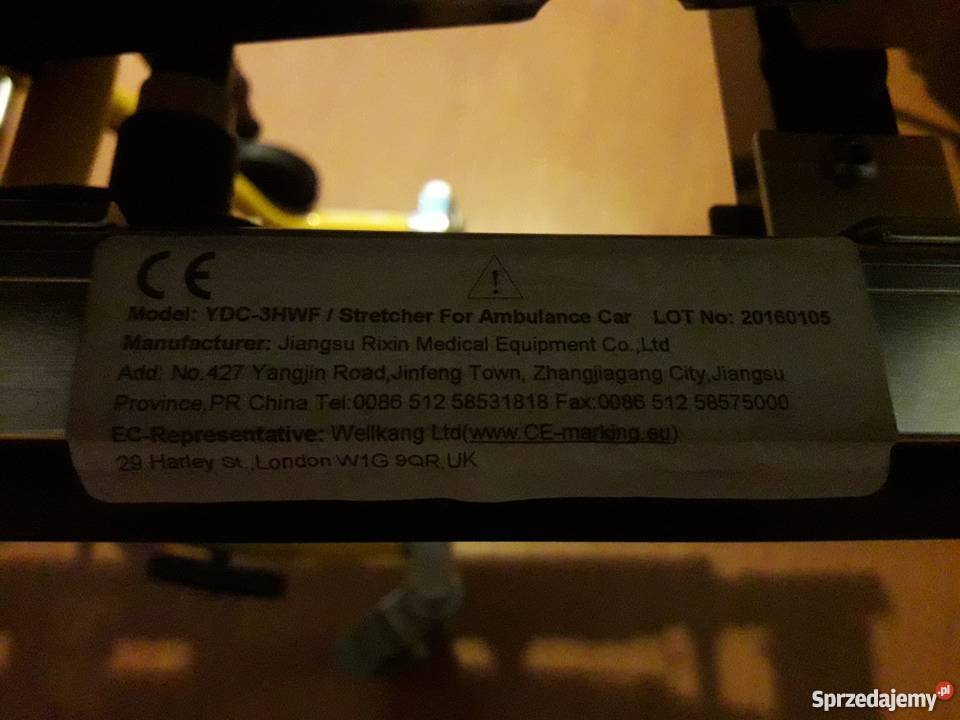 CE
!
Model: YDC-3HWF / Stretcher For Ambulance Car LOT No: 20160105
Manufacturer: Jiangsu Rixin Medical Equipment Co.,Ltd
Add: No.427 Yangjin Road,Jinfeng Town, Zhangjiagang City,Jiangsu
Province,PR China Tel:0086 512 58531818 Fax:0086 512 58575000
EC-Representative: Wellkang Ltd(www.CE-marking.eu)
29 Harley St.,London W1G 9QR,UK
Sprzedajemy.pl